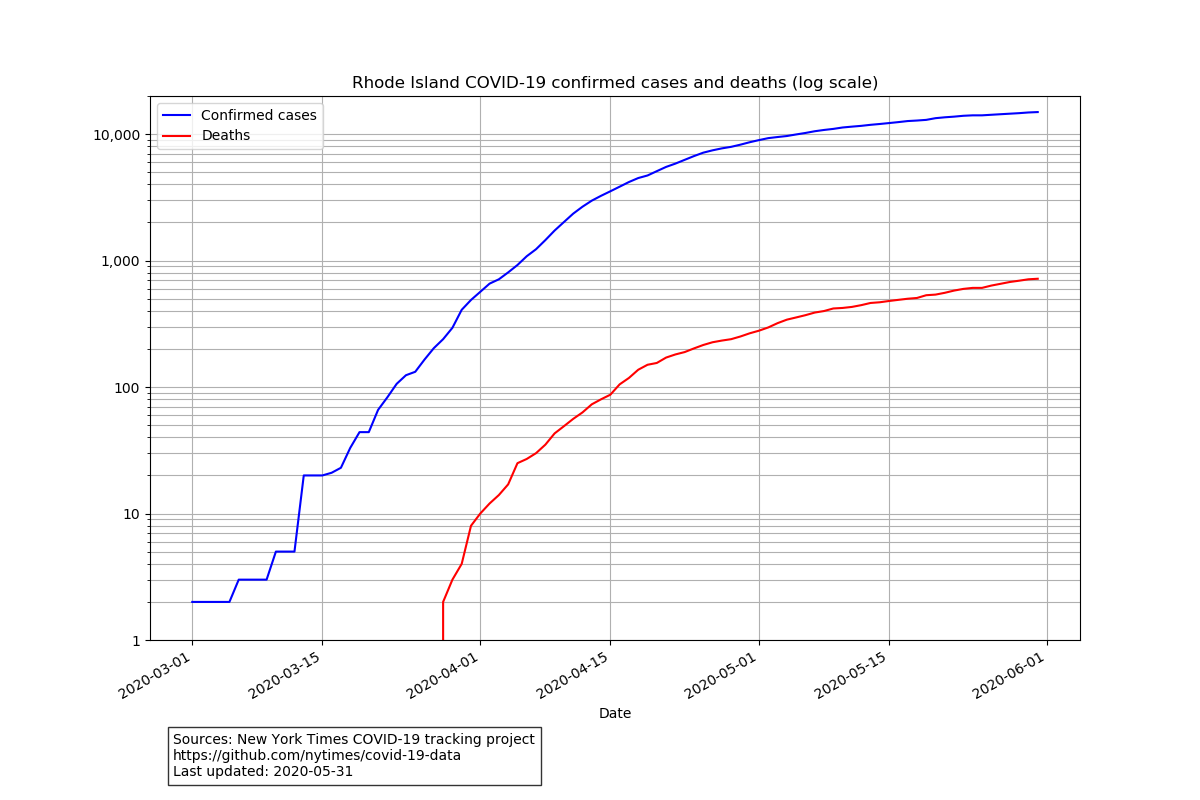 Rhode Island COVID-19 confirmed cases and deaths (log scale)
Confirmed cases
Deaths
10,000
1,000
100
10
1
2020-03-01
2020-03-15
2020-04-01
2020-04-15
2020-05-01
2020-05-15
2020-06-01
Date
Sources: New York Times COVID-19 tracking project
https://github.com/nytimes/covid-19-data
Last updated: 2020-05-31